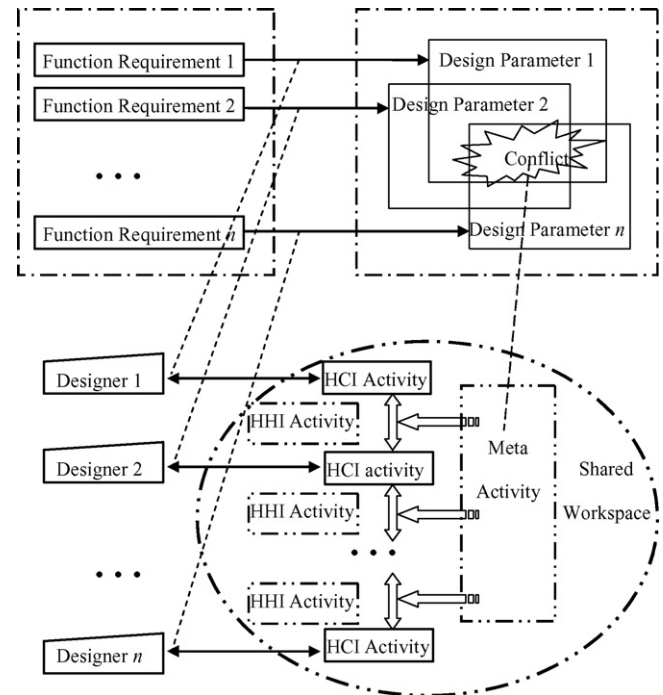 Function Requirement 1
Design Parameter 1
Function Requirement 2
Design Parameter 2
• • •
Conflict
Function Requirement n
Design Parameter n
Designer 1
HCI Activity
HHI Activity
Meta
Activity
Shared
Workspace
Designer 2
HCI activity
HHI Activity
• • •
• • •
HHI Activity
Designer n
HCI Activity